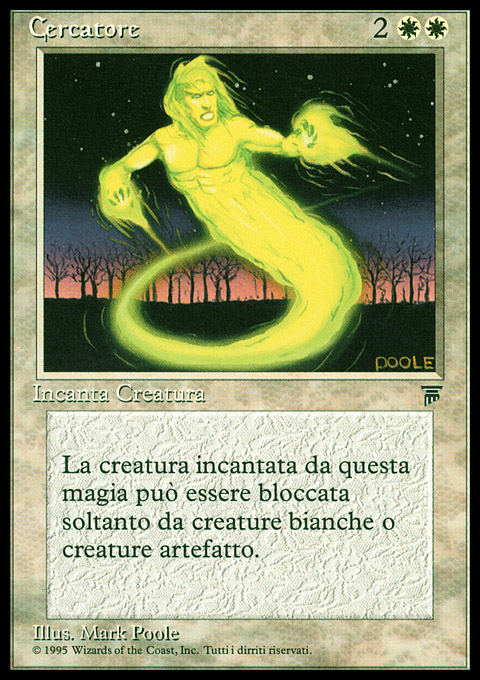 Cercatore 2
POOLE
Incanta Creatura
La creatura incantata da questa
magia può essere bloccata
soltanto da creature bianche o
creature artefatto.
Illus. Mark Poole
© 1995 Wizards of the Coast, Inc. Tutti i dirriti riservati.